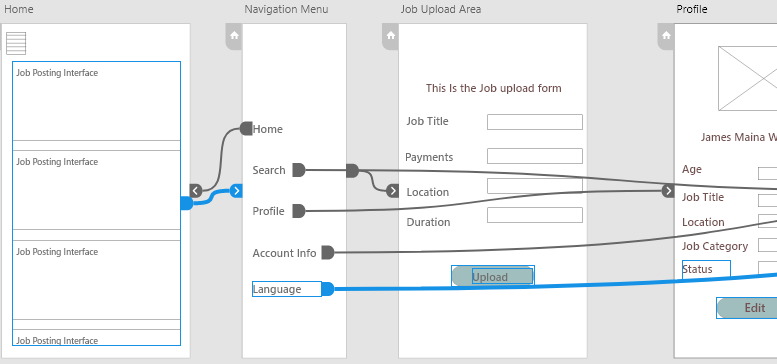 Home
Navigation Menu
Job Upload Area
Profile
Job Posting Interface
Job Posting Interface
Job Posting Interface
Job Posting Interface
Home
Search
Profile
Account Info
Language
This Is the Job upload form
Job Title
Payments
Location
Duration
Upload
James Maina W
Age
Job Title
Location
Job Category
Status
Edit